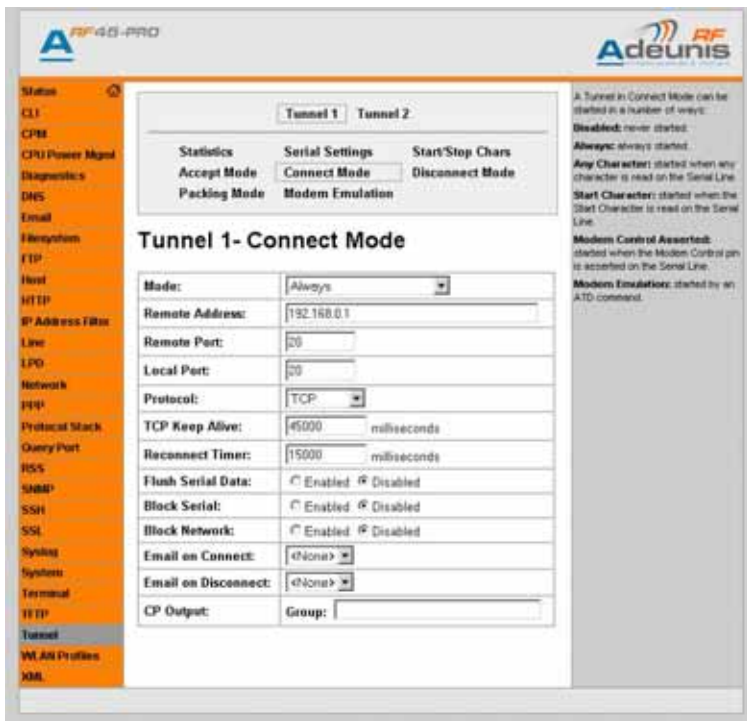 A RF45-PRO
Adeunis RF
Status
CLI
CPM
CPU Power Mgmt
Diagnostics
DNS
Email
Filesystem
FTP
Host
HTTP
IP Address Filter
Line
LPD
Network
PPP
Protocol Stack
Query Port
RSS
SNMP
SSH
SSL
Syslog
System
Terminal
TFTP
Tunnel
WLAN Profiles
XML
Tunnel 1 Tunnel 2
Statistics Serial Settings Start/Stop Chars
Accept Mode Connect Mode Disconnect Mode
Packing Mode Modem Emulation
Tunnel 1- Connect Mode
Mode: Always
Remote Address: 192.168.0.1
Remote Port: 20
Local Port: 20
Protocol: TCP
TCP Keep Alive: 45000 milliseconds
Reconnect Timer: 15000 milliseconds
Flush Serial Data: Enabled Disabled
Block Serial: Enabled Disabled
Block Network: Enabled Disabled
Email on Connect: <None>
Email on Disconnect: <None>
CP Output: Group:
A Tunnel in Connect Mode can be
started in a number of ways:
Disabled: never started.
Always: always started.
Any Character: started when any
character is read on the Serial Line.
Start Character: started when the
Start Character is read on the Serial
Line.
Modem Control Asserted:
started when the Modem Control pin
is asserted on the Serial Line.
Modem Emulation: started by an
ATD command.